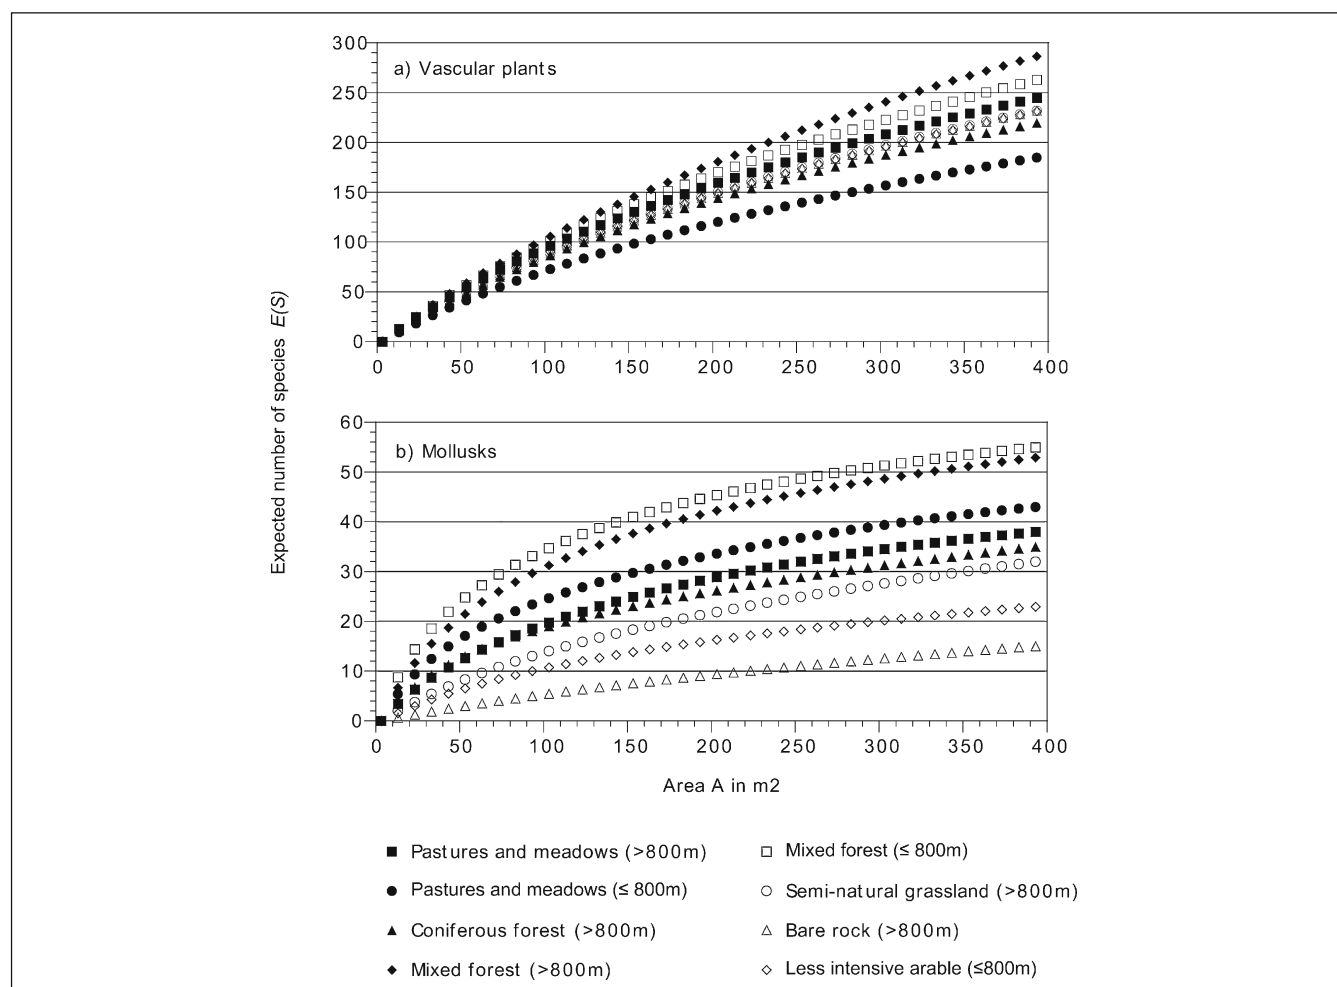 300
a) Vascular plants
250
200
150
100
50
0
0 50 100 150 200 250 300 350 400
Expected number of species E(S)
60
b) Mollusks
50
40
30
20
10
0
0 50 100 150 200 250 300 350 400
Area A in m2
Pastures and meadows (>800m)
Mixed forest (≤ 800m)
Pastures and meadows (≤ 800m)
Semi-natural grassland (>800m)
Coniferous forest (>800m)
Bare rock (>800m)
Mixed forest (>800m)
Less intensive arable (≤800m)